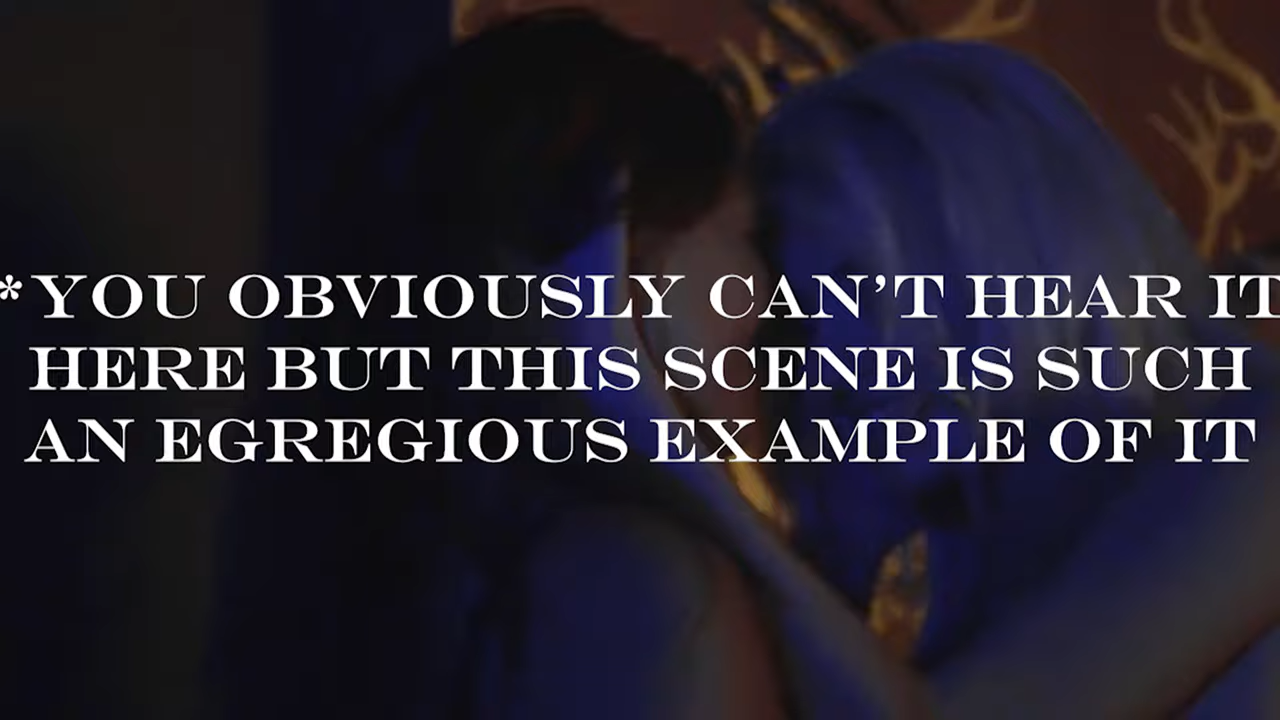 *YOU OBVIOUSLY CAN'T HEAR IT
HERE BUT THIS SCENE IS SUCH
AN EGREGIOUS EXAMPLE OF IT